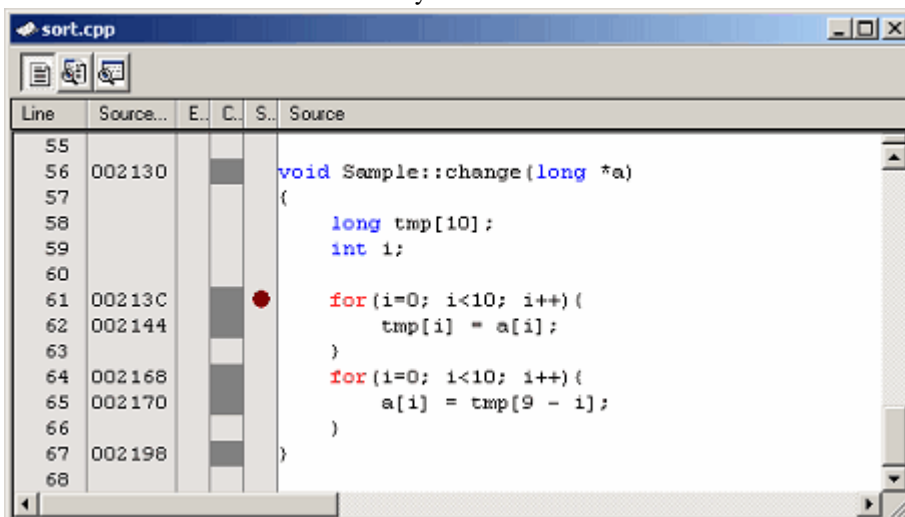 sort.cpp
Line Source... E.. C.. S.. Source
55
56 002130 void Sample::change(long *a)
57 {
58 long tmp[10];
59 int i;
60
61 00213C for(i=0; i<10; i++){
62 002144 tmp[i] = a[i];
63 }
64 002168 for(i=0; i<10; i++){
65 002170 a[i] = tmp[9 - i];
66 }
67 002198 }
68